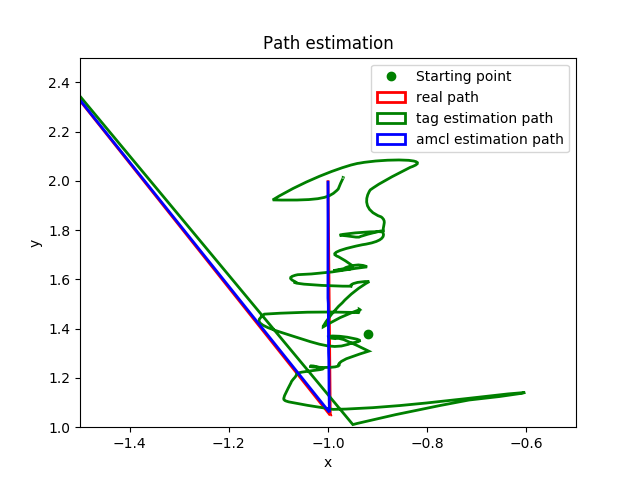 Path estimation
Starting point
real path
tag estimation path
amcl estimation path
y
2.4
2.2
2.0
1.8
1.6
1.4
1.2
1.0
−1.4
−1.2
−1.0
−0.8
−0.6
x